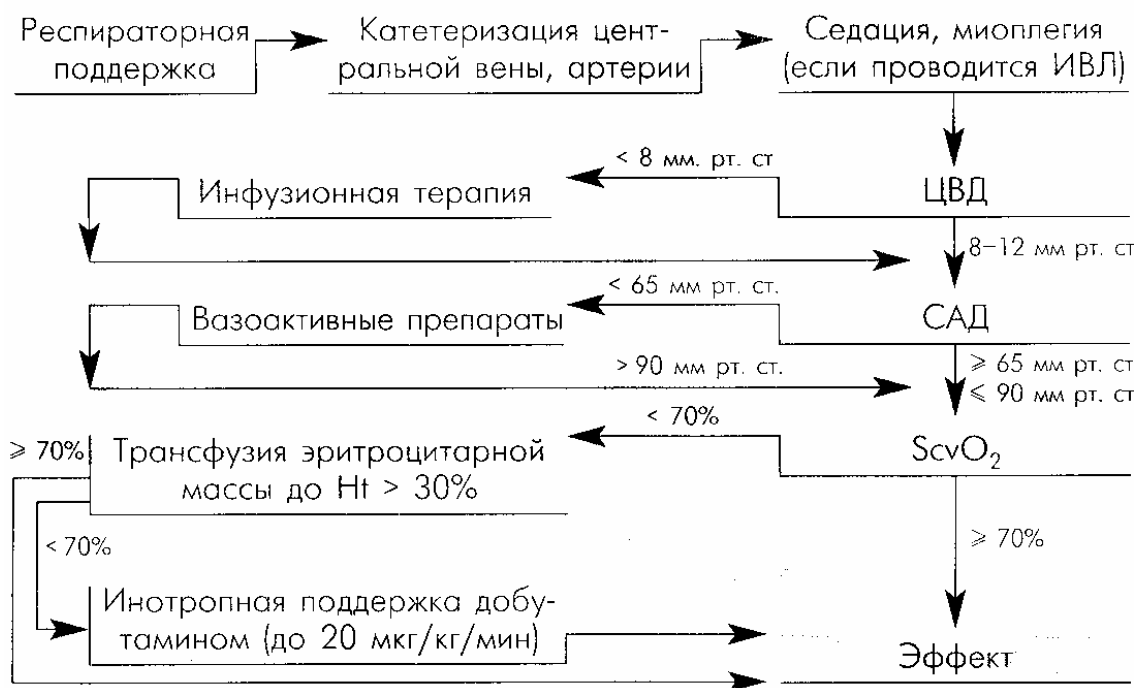 Респираторная
поддержка
Катетеризация цент-
ральной вены, артерии
Седация, миоплегия
(если проводится ИВЛ)
< 8 мм. рт. ст
Инфузионная терапия
ЦВД
8–12 мм рт. ст
< 65 мм рт. ст.
Вазоактивные препараты
САД
> 90 мм рт. ст.
⩾ 65 мм рт. ст.
⩽ 90 мм рт. ст.
< 70%
⩾ 70%
Трансфузия эритроцитарной
массы до Ht > 30%
ScvO₂
< 70%
⩾ 70%
Инотропная поддержка добу-
тамином (до 20 мкг/кг/мин)
Эффект